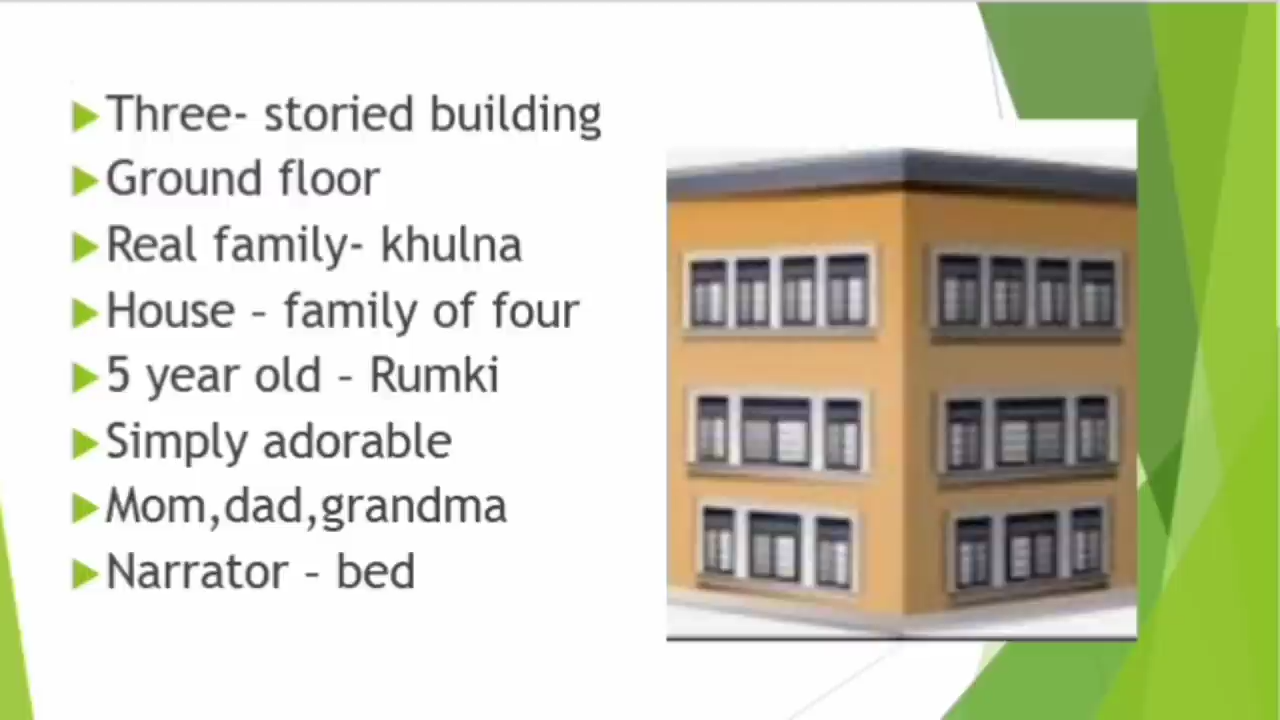 Three- storied building
Ground floor
Real family- khulna
House – family of four
5 year old – Rumki
Simply adorable
Mom,dad,grandma
Narrator – bed